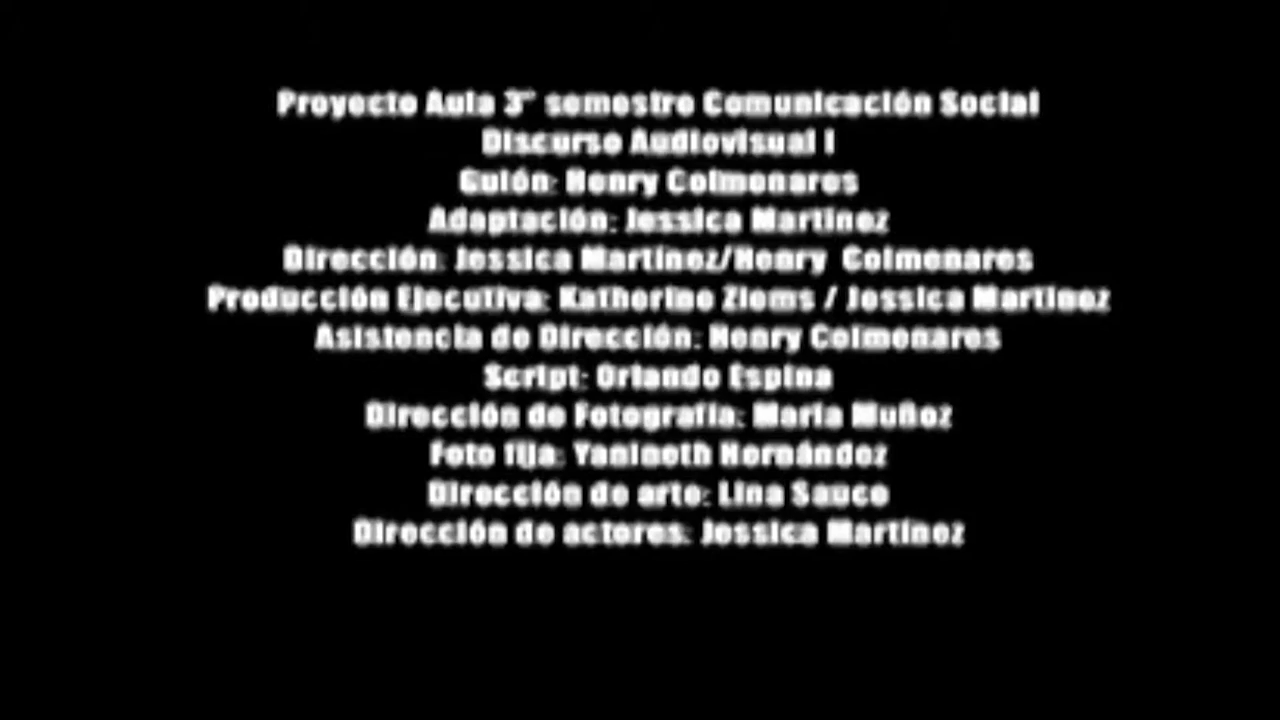 Proyecto Aula 3° semestre Comunicación Social
Discurso Audiovisual I
Guión: Henry Colmenares
Adaptación: Jessica Martinez
Dirección: Jessica Martinez/Henry Colmenares
Producción Ejecutiva: Katherine Ziems / Jessica Martinez
Asistencia de Dirección: Henry Colmenares
Script: Orlando Espina
Dirección de Fotografía: Maria Muñoz
Foto fija: Yanineth Hernández
Dirección de arte: Lina Sauce
Dirección de actores: Jessica Martinez